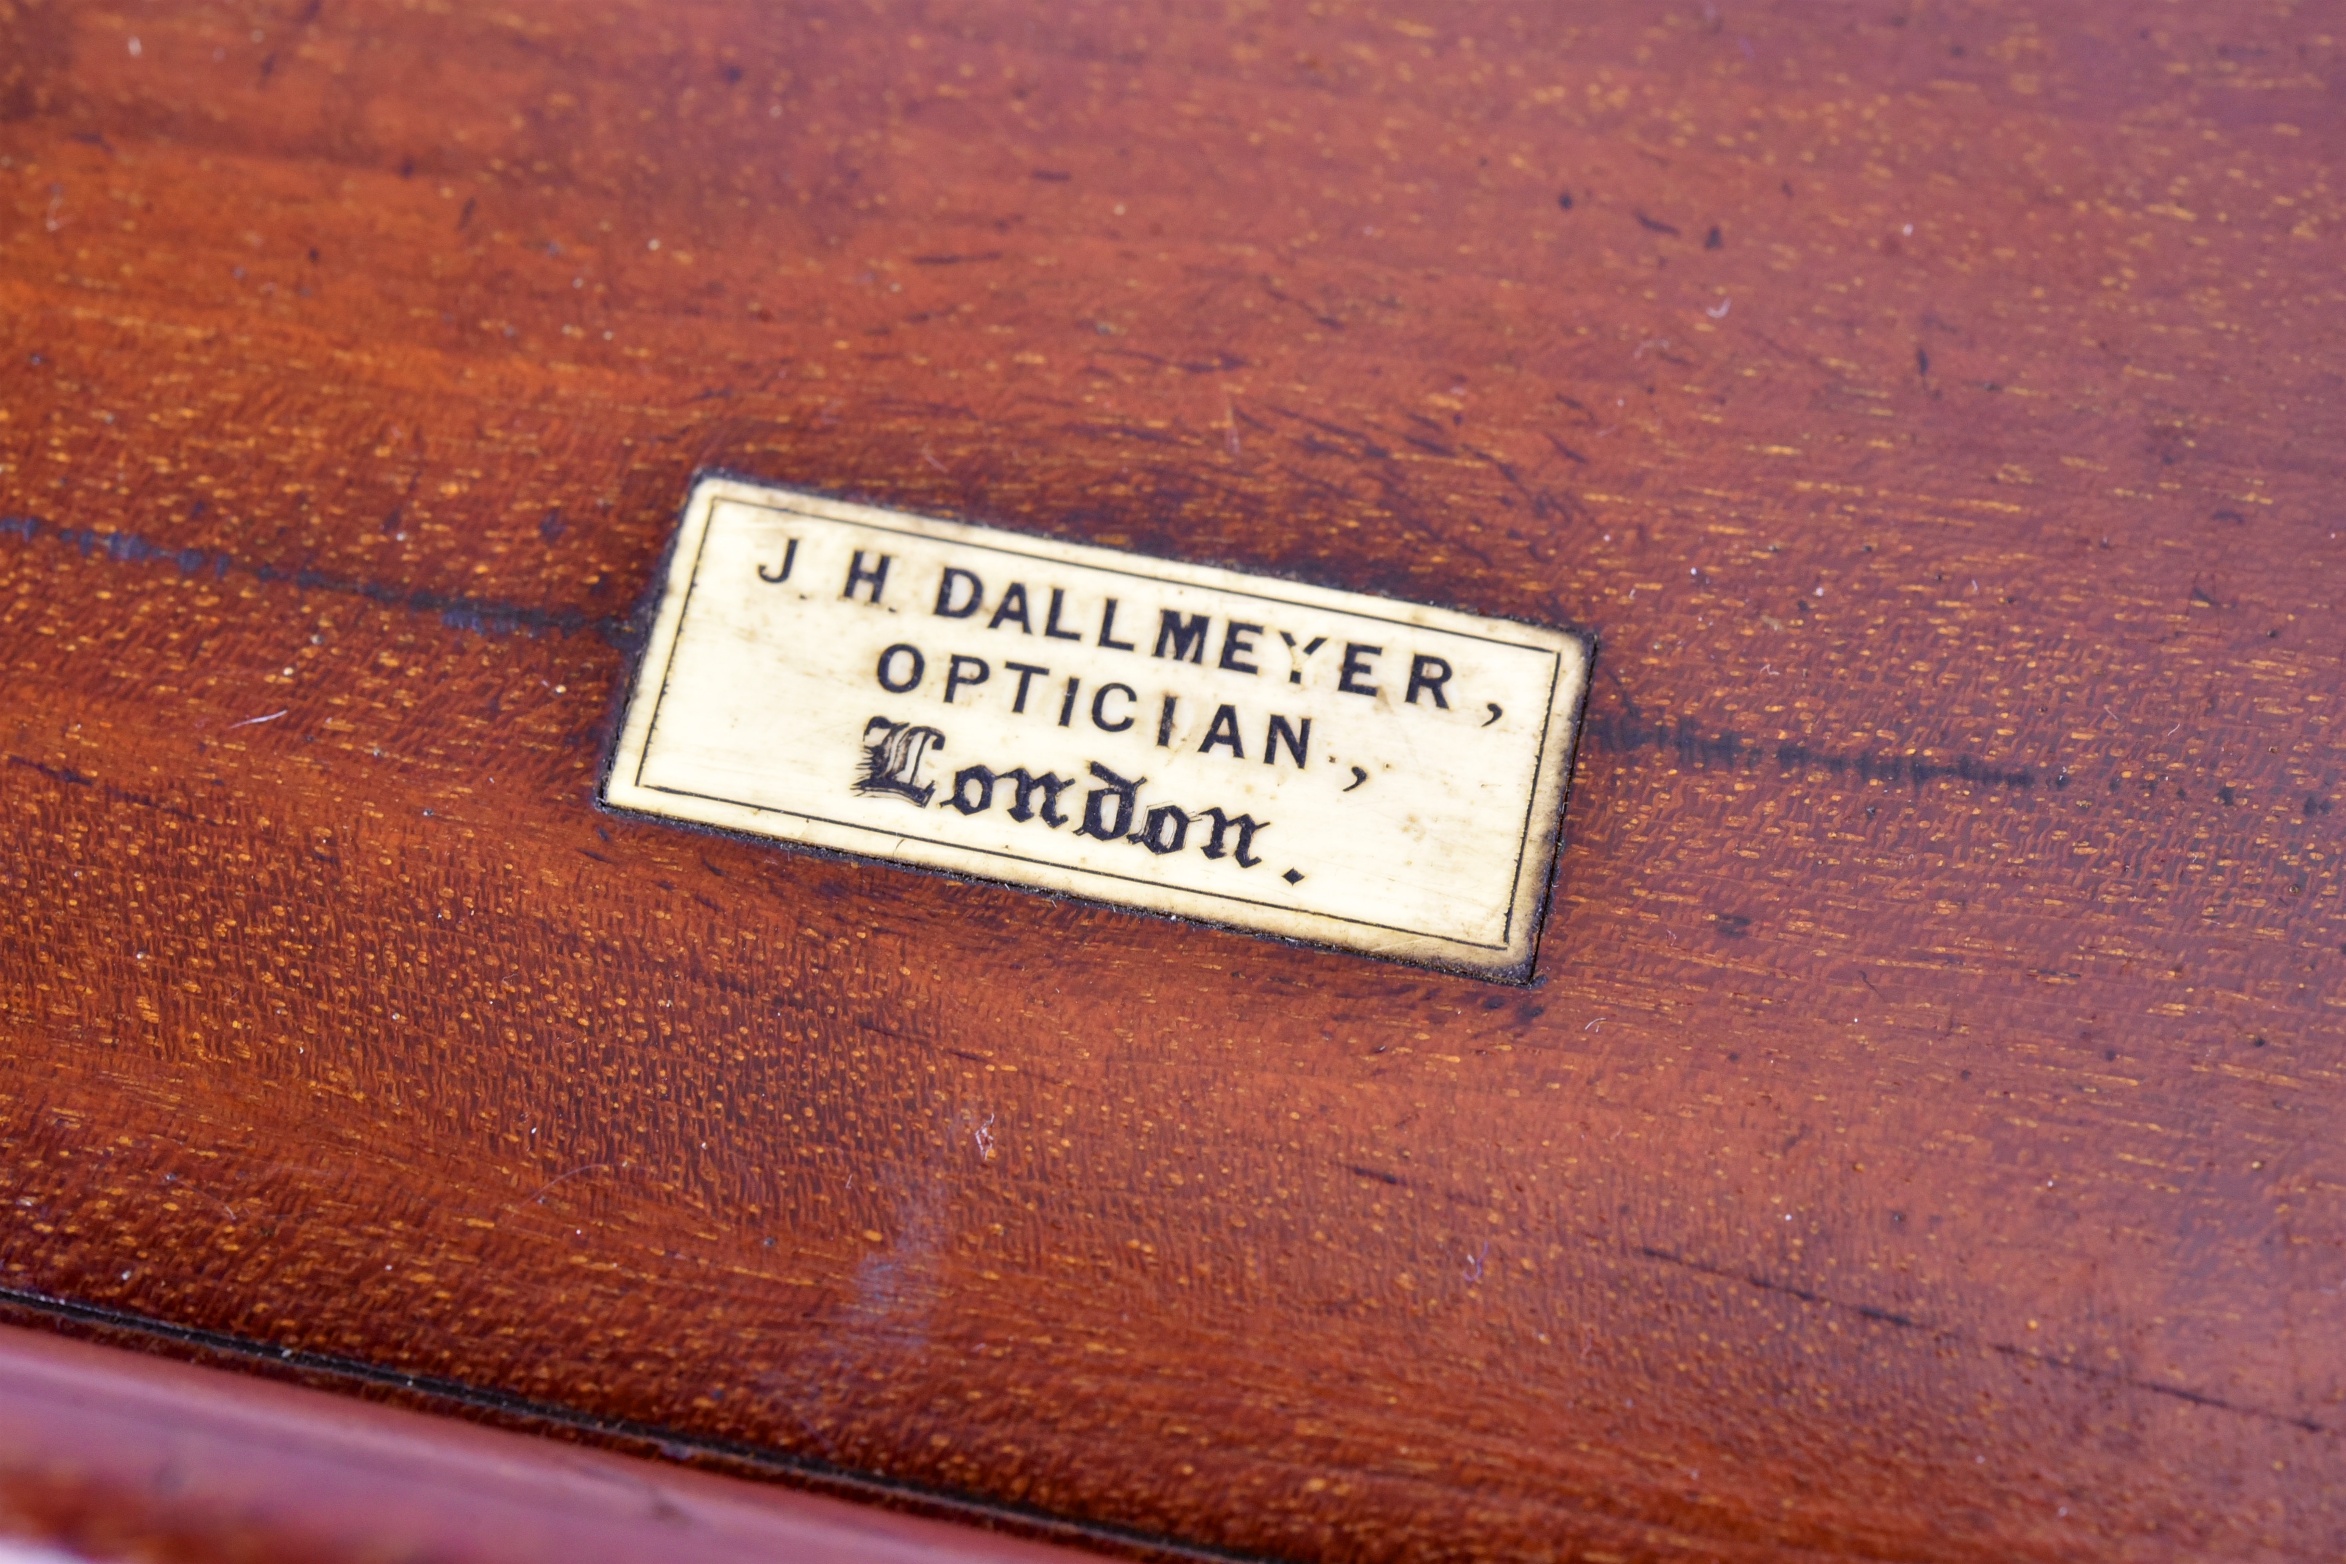 J. H. DALLMEYER,
OPTICIAN,
London.